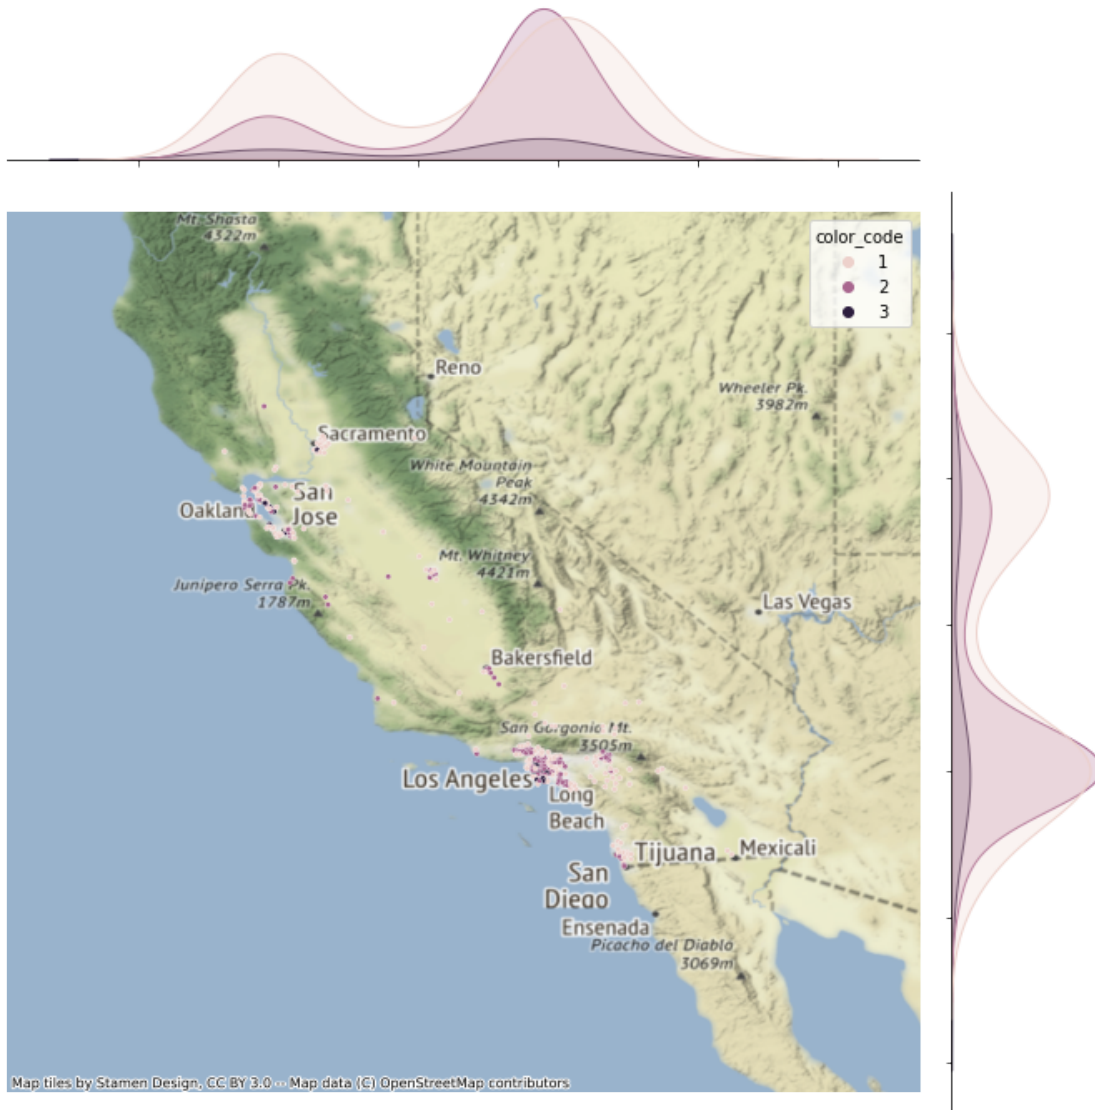 Mt. Shasta
4322m
color_code
1
2
3
Reno
Wheeler Pk.
3982m
Sacramento
White Mountain
Peak
4342m
San
Jose
Oakland
Mt. Whitney
4421m
Junipero Serra Pk.
1787m
Las Vegas
Bakersfield
San Gorgonio Mt.
3505m
Los Angeles
Long
Beach
Tijuana
Mexicali
San
Diego
Ensenada
Picacho del Diablo
3069m
Map tiles by Stamen Design, CC BY 3.0 -- Map data (C) OpenStreetMap contributors